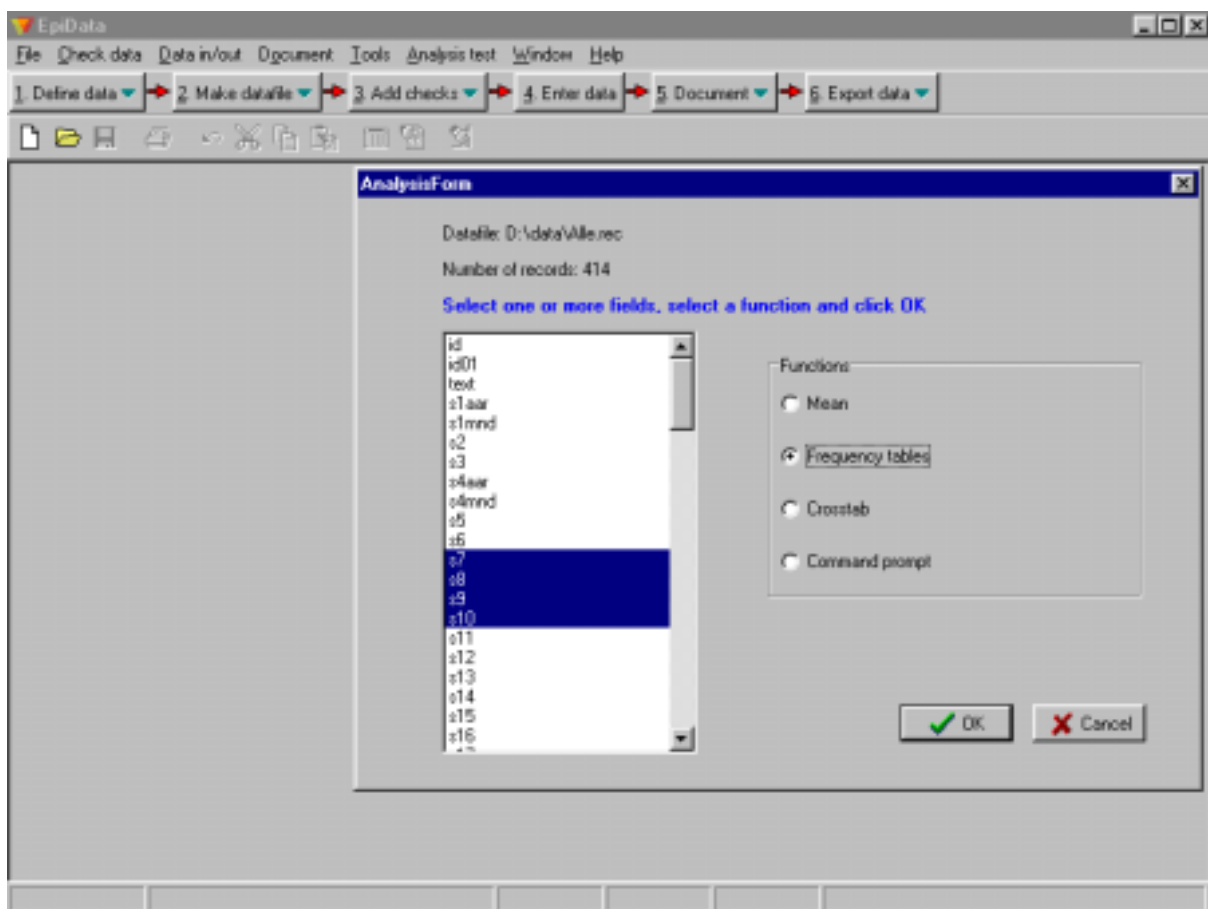 EpiData
File Check data Data in/out Document Tools Analysis test Window Help
1. Define data 2. Make datafile 3. Add checks 4. Enter data 5. Document 6. Export data
AnalysisForm
Datafile: D:\data\Alle.rec
Number of records: 414
Select one or more fields, select a function and click OK
id
id01
text
s1aar
s1mnd
s2
s3
s4aar
s4mnd
s5
s6
s7
s8
s9
s10
s11
s12
s13
s14
s15
s16
Functions
Mean
Frequency tables
Crosstab
Command prompt
OK
Cancel